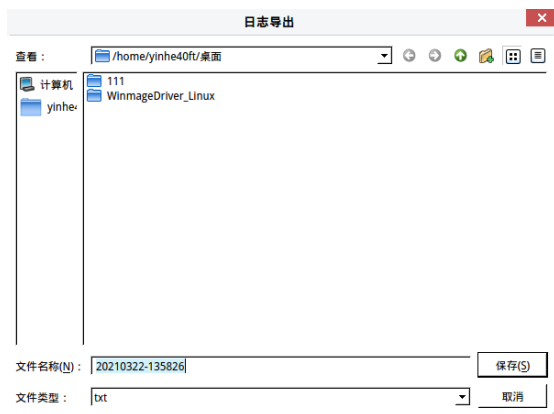 日志导出
查看： /home/yinhe40ft/桌面
计算机
yinhe4
111
WinmageDriver_Linux
文件名称(N)： 20210322-135826 保存(S)
文件类型： txt 取消